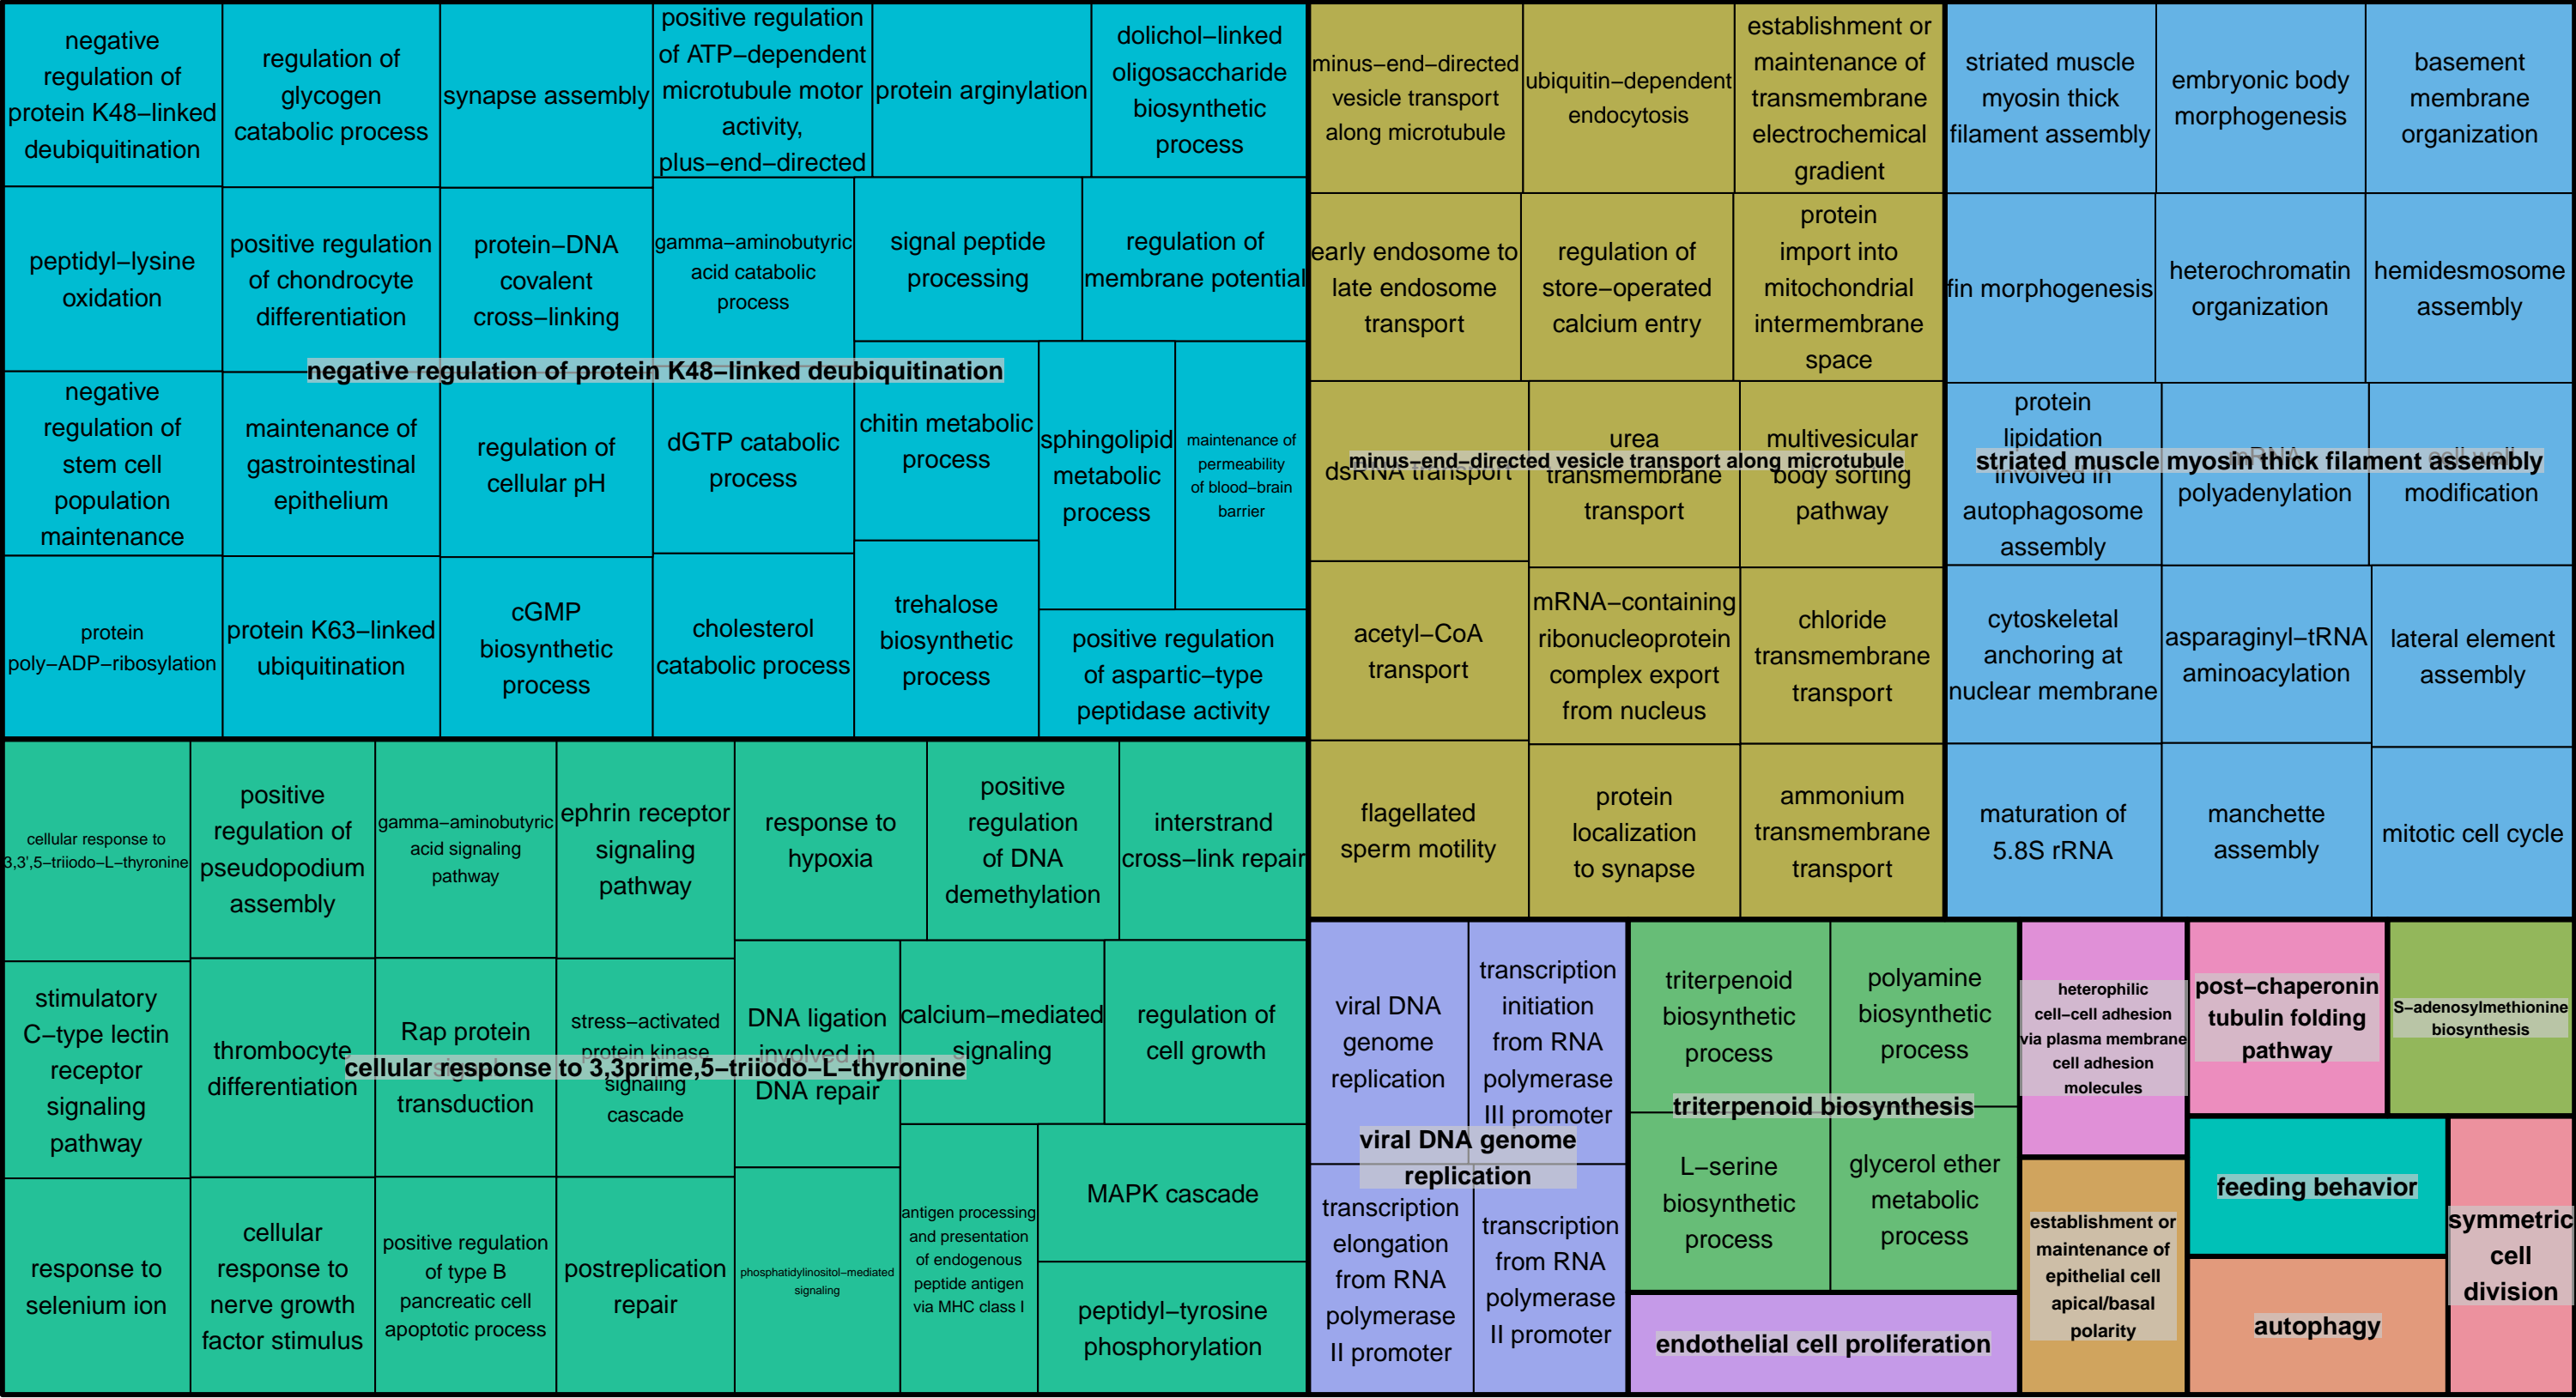 negative
regulation of
protein K48−linked
deubiquitination
regulation of
glycogen
catabolic process
synapse assembly
positive regulation
of ATP−dependent
microtubule motor
activity,
plus−end−directed
protein arginylation
dolichol−linked
oligosaccharide
biosynthetic
process
peptidyl−lysine
oxidation
positive regulation
of chondrocyte
differentiation
protein−DNA
covalent
cross−linking
gamma−aminobutyric
acid catabolic
process
signal peptide
processing
regulation of
membrane potential
negative regulation of protein K48−linked deubiquitination
negative
regulation of
stem cell
population
maintenance
maintenance of
gastrointestinal
epithelium
regulation of
cellular pH
dGTP catabolic
process
chitin metabolic
process
sphingolipid
metabolic
process
maintenance of
permeability
of blood−brain
barrier
protein
poly−ADP−ribosylation
protein K63−linked
ubiquitination
cGMP
biosynthetic
process
cholesterol
catabolic process
trehalose
biosynthetic
process
positive regulation
of aspartic−type
peptidase activity
minus−end−directed
vesicle transport
along microtubule
ubiquitin−dependent
endocytosis
establishment or
maintenance of
transmembrane
electrochemical
gradient
early endosome to
late endosome
transport
regulation of
store−operated
calcium entry
protein
import into
mitochondrial
intermembrane
space
dsRNA transport
urea
transmembrane
transport
multivesicular
body sorting
pathway
minus−end−directed vesicle transport along microtubule
acetyl−CoA
transport
mRNA−containing
ribonucleoprotein
complex export
from nucleus
chloride
transmembrane
transport
flagellated
sperm motility
protein
localization
to synapse
ammonium
transmembrane
transport
striated muscle
myosin thick
filament assembly
embryonic body
morphogenesis
basement
membrane
organization
fin morphogenesis
heterochromatin
organization
hemidesmosome
assembly
protein
lipidation
involved in
autophagosome
assembly
mRNA
polyadenylation
cell wall
modification
striated muscle myosin thick filament assembly
cytoskeletal
anchoring at
nuclear membrane
asparaginyl−tRNA
aminoacylation
lateral element
assembly
maturation of
5.8S rRNA
manchette
assembly
mitotic cell cycle
cellular response to
3,3',5−triiodo−L−thyronine
positive
regulation of
pseudopodium
assembly
gamma−aminobutyric
acid signaling
pathway
ephrin receptor
signaling
pathway
response to
hypoxia
positive
regulation
of DNA
demethylation
interstrand
cross−link repair
stimulatory
C−type lectin
receptor
signaling
pathway
thrombocyte
differentiation
Rap protein
signal
transduction
stress−activated
protein kinase
signaling
cascade
DNA ligation
involved in
DNA repair
calcium−mediated
signaling
regulation of
cell growth
cellular response to 3,3prime,5−triiodo−L−thyronine
response to
selenium ion
cellular
response to
nerve growth
factor stimulus
positive regulation
of type B
pancreatic cell
apoptotic process
postreplication
repair
phosphatidylinositol−mediated
signaling
antigen processing
and presentation
of endogenous
peptide antigen
via MHC class I
MAPK cascade
peptidyl−tyrosine
phosphorylation
viral DNA
genome
replication
transcription
initiation
from RNA
polymerase
III promoter
viral DNA genome
replication
transcription
elongation
from RNA
polymerase
II promoter
transcription
from RNA
polymerase
II promoter
triterpenoid
biosynthetic
process
polyamine
biosynthetic
process
triterpenoid biosynthesis
L−serine
biosynthetic
process
glycerol ether
metabolic
process
endothelial cell proliferation
heterophilic
cell−cell adhesion
via plasma membrane
cell adhesion
molecules
establishment or
maintenance of
epithelial cell
apical/basal
polarity
post−chaperonin
tubulin folding
pathway
S−adenosylmethionine
biosynthesis
feeding behavior
autophagy
symmetric
cell
division